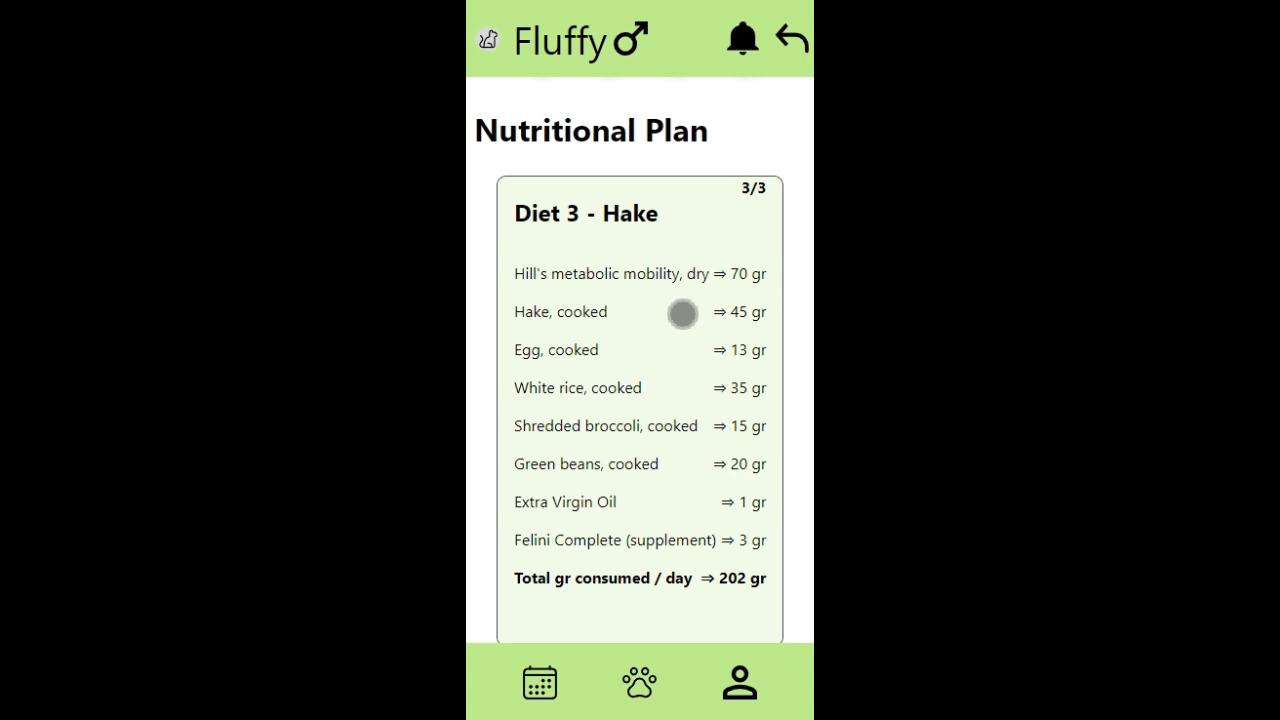 Fluffy
Nutritional Plan
3/3
Diet 3 - Hake
Hill's metabolic mobility, dry ⇒ 70 gr
Hake, cooked ⇒ 45 gr
Egg, cooked ⇒ 13 gr
White rice, cooked ⇒ 35 gr
Shredded broccoli, cooked ⇒ 15 gr
Green beans, cooked ⇒ 20 gr
Extra Virgin Oil ⇒ 1 gr
Felini Complete (supplement) ⇒ 3 gr
Total gr consumed / day ⇒ 202 gr